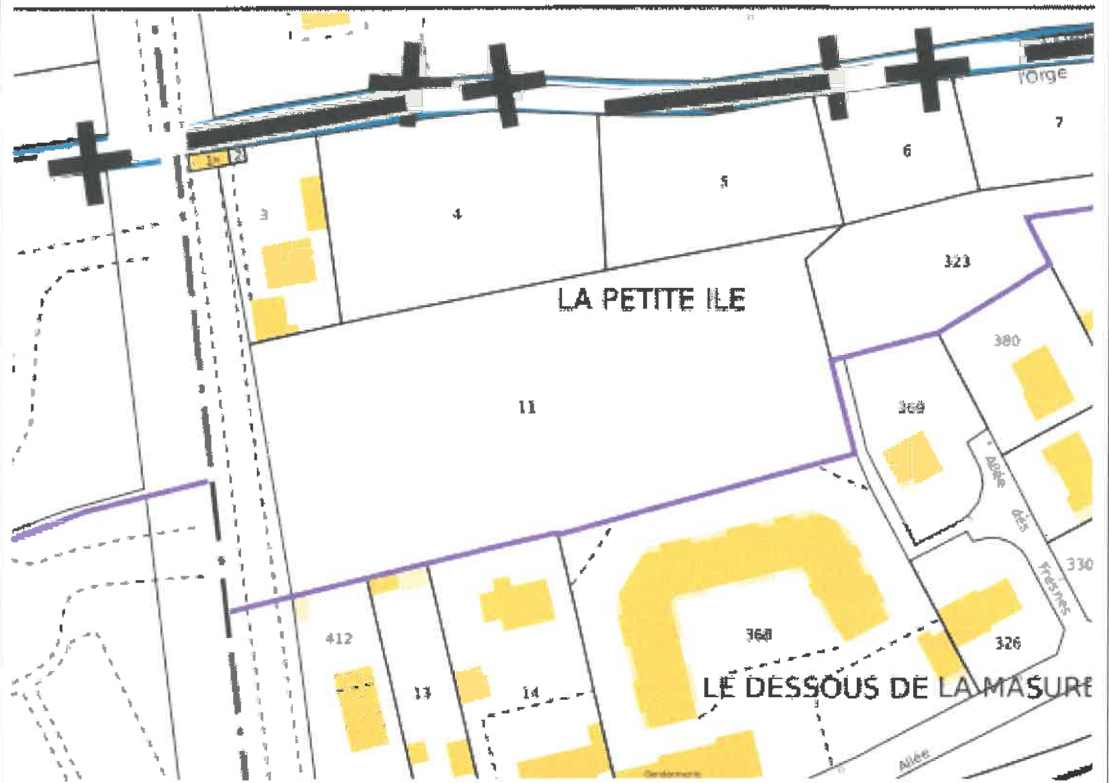 l'Orge
7
6
5
4
3
323
LA PETITE ILE
380
11
369
Allée
des
Fresnes
330
412
368
326
13
14
LE DESSOUS DE LA MASURE
Allée
Gendarmerie